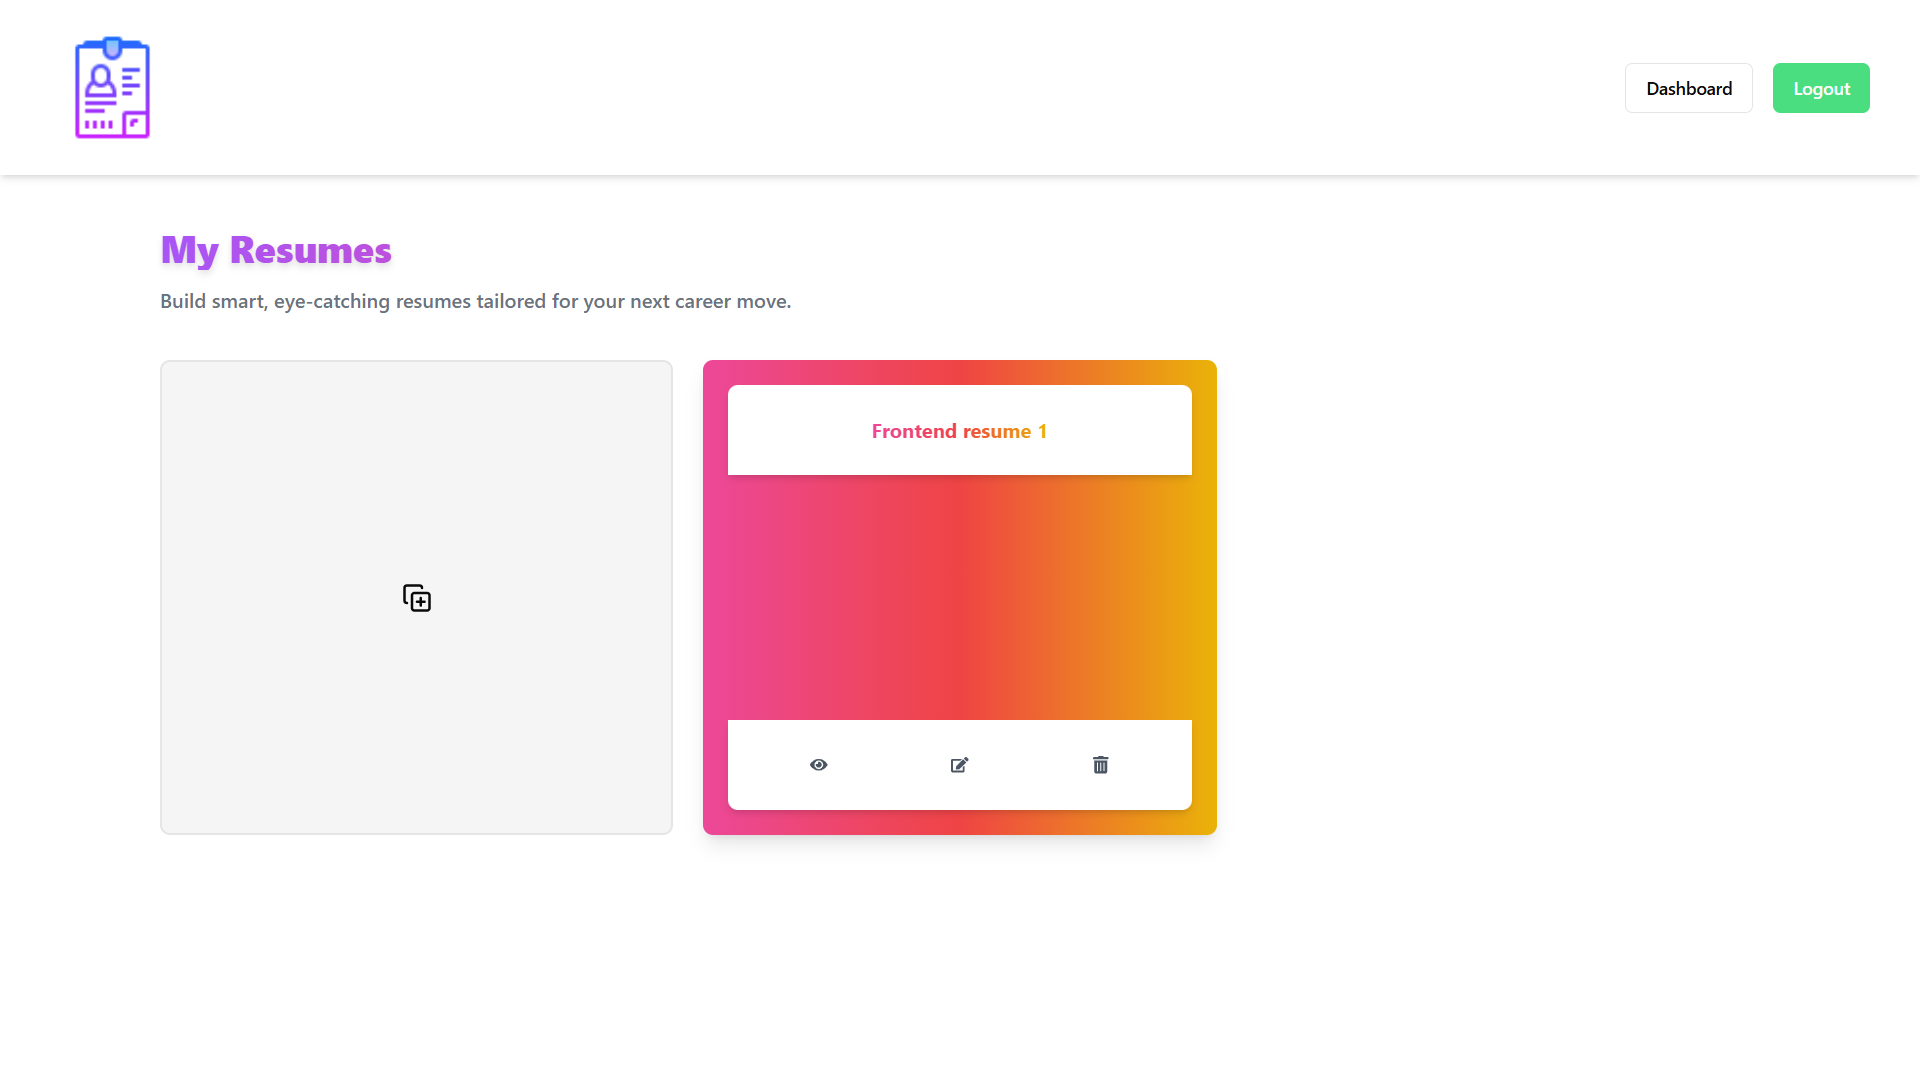 Dashboard
Logout
My Resumes
Build smart, eye-catching resumes tailored for your next career move.
Frontend resume 1